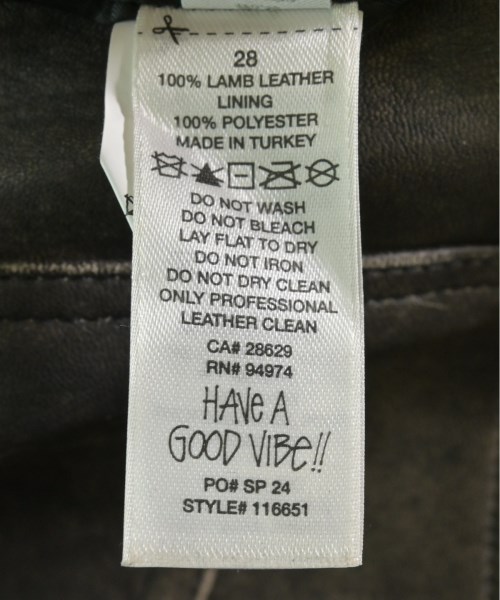 28
100% LAMB LEATHER
LINING
100% POLYESTER
MADE IN TURKEY
DO NOT WASH
DO NOT BLEACH
LAY FLAT TO DRY
DO NOT IRON
DO NOT DRY CLEAN
ONLY PROFESSIONAL
LEATHER CLEAN
CA# 28629
RN# 94974
HAVE A
GOOD VIBE!!
PO# SP 24
STYLE# 116651